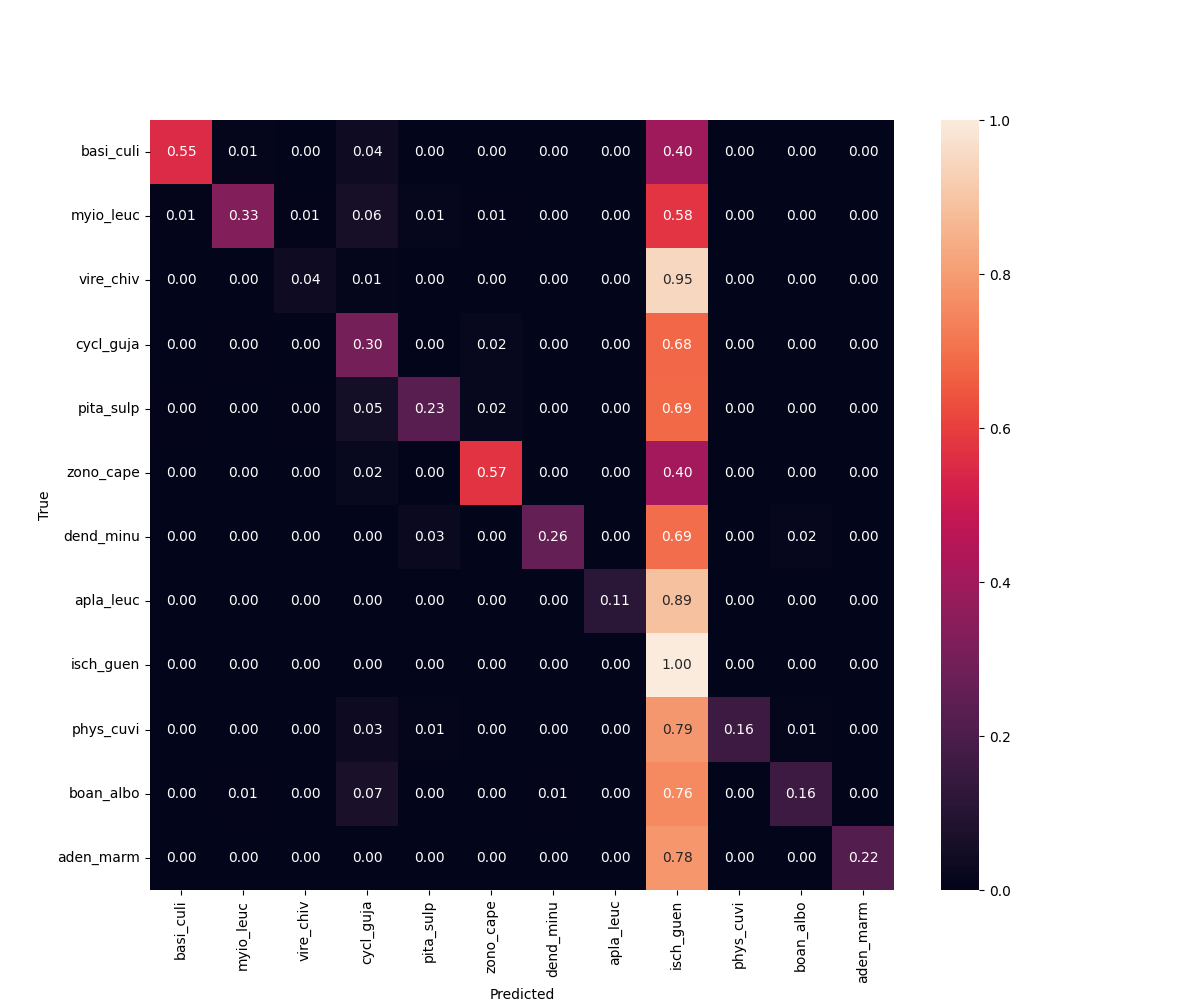 basi_culi 0.55 0.01 0.00 0.04 0.00 0.00 0.00 0.00 0.40 0.00 0.00 0.00
myio_leuc 0.01 0.33 0.01 0.06 0.01 0.01 0.00 0.00 0.58 0.00 0.00 0.00
vire_chiv 0.00 0.00 0.04 0.01 0.00 0.00 0.00 0.00 0.95 0.00 0.00 0.00
cycl_guja 0.00 0.00 0.00 0.30 0.00 0.02 0.00 0.00 0.68 0.00 0.00 0.00
pita_sulp 0.00 0.00 0.00 0.05 0.23 0.02 0.00 0.00 0.69 0.00 0.00 0.00
zono_cape 0.00 0.00 0.00 0.02 0.00 0.57 0.00 0.00 0.40 0.00 0.00 0.00
dend_minu 0.00 0.00 0.00 0.00 0.03 0.00 0.26 0.00 0.69 0.00 0.02 0.00
apla_leuc 0.00 0.00 0.00 0.00 0.00 0.00 0.00 0.11 0.89 0.00 0.00 0.00
isch_guen 0.00 0.00 0.00 0.00 0.00 0.00 0.00 0.00 1.00 0.00 0.00 0.00
phys_cuvi 0.00 0.00 0.00 0.03 0.01 0.00 0.00 0.00 0.79 0.16 0.01 0.00
boan_albo 0.00 0.01 0.00 0.07 0.00 0.00 0.01 0.00 0.76 0.00 0.16 0.00
aden_marm 0.00 0.00 0.00 0.00 0.00 0.00 0.00 0.00 0.78 0.00 0.00 0.22
True
basi_culi myio_leuc vire_chiv cycl_guja pita_sulp zono_cape dend_minu apla_leuc isch_guen phys_cuvi boan_albo aden_marm
Predicted
1.0
0.8
0.6
0.4
0.2
0.0